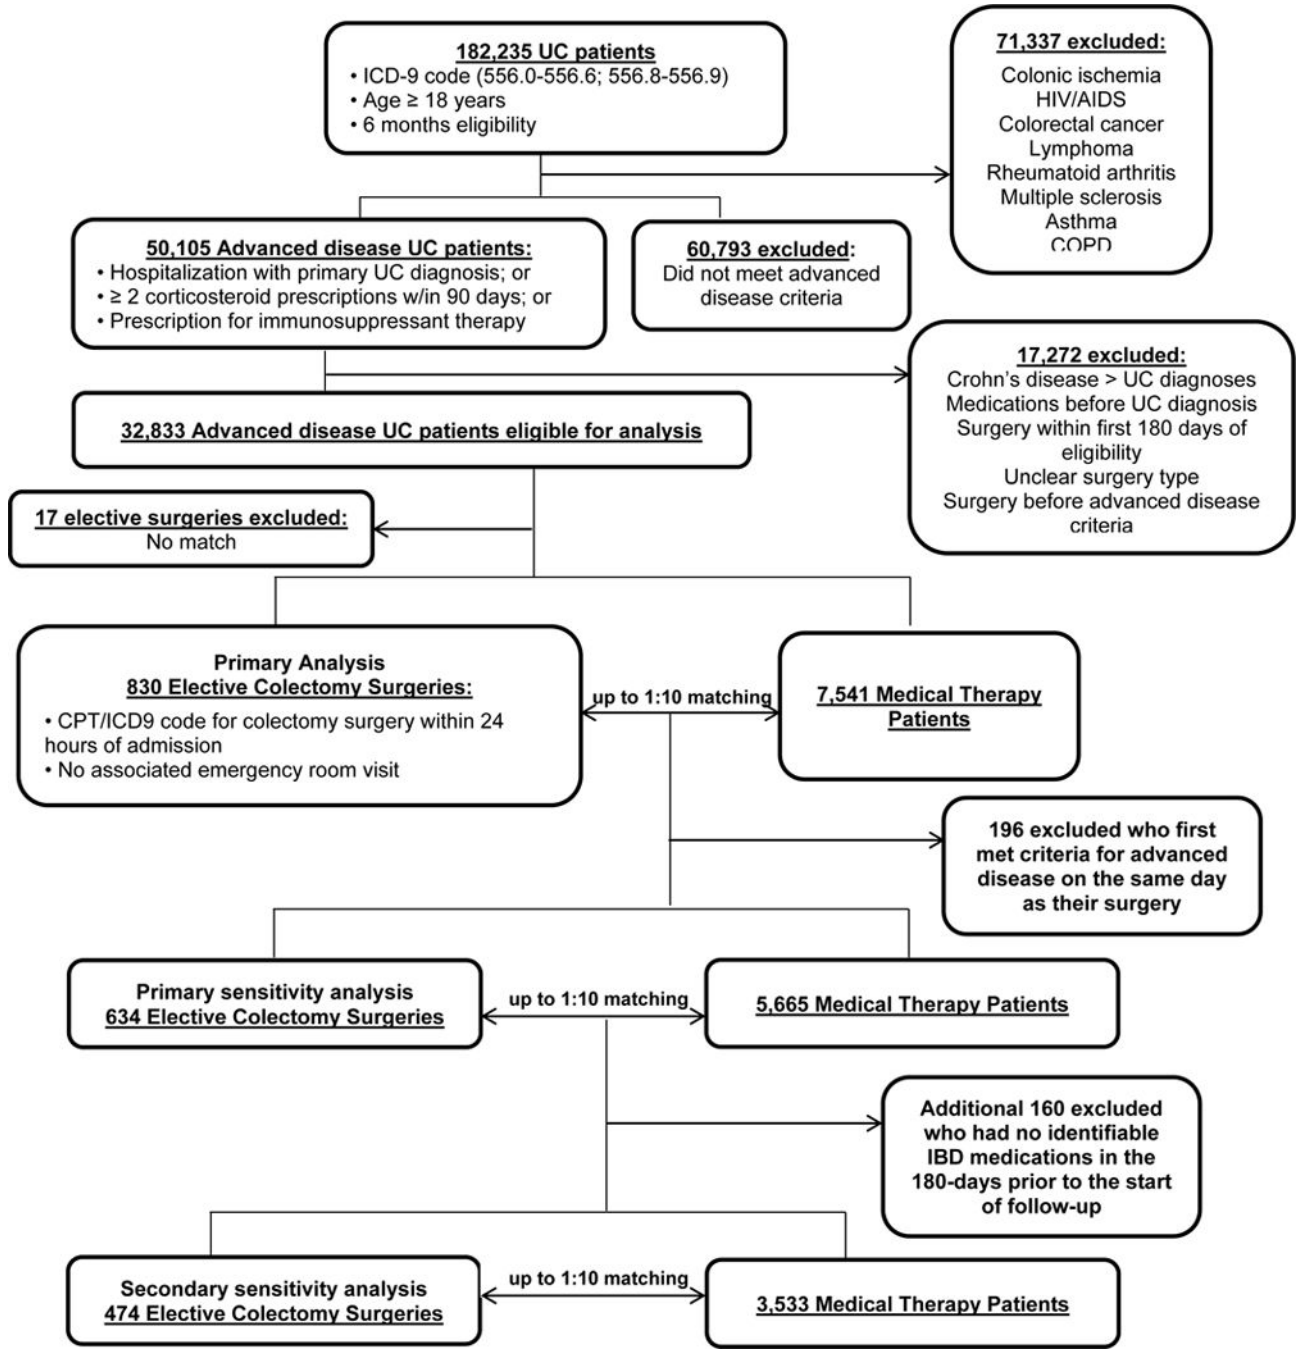 182,235 UC patients
• ICD-9 code (556.0-556.6; 556.8-556.9)
• Age ≥ 18 years
• 6 months eligibility
71,337 excluded:
Colonic ischemia
HIV/AIDS
Colorectal cancer
Lymphoma
Rheumatoid arthritis
Multiple sclerosis
Asthma
COPD
50,105 Advanced disease UC patients:
• Hospitalization with primary UC diagnosis; or
• ≥ 2 corticosteroid prescriptions w/in 90 days; or
• Prescription for immunosuppressant therapy
60,793 excluded:
Did not meet advanced
disease criteria
17,272 excluded:
Crohn's disease > UC diagnoses
Medications before UC diagnosis
Surgery within first 180 days of
eligibility
Unclear surgery type
Surgery before advanced disease
criteria
32,833 Advanced disease UC patients eligible for analysis
17 elective surgeries excluded:
No match
Primary Analysis
830 Elective Colectomy Surgeries:
• CPT/ICD9 code for colectomy surgery within 24
hours of admission
• No associated emergency room visit
up to 1:10 matching
7,541 Medical Therapy
Patients
196 excluded who first
met criteria for advanced
disease on the same day
as their surgery
Primary sensitivity analysis
634 Elective Colectomy Surgeries
up to 1:10 matching
5,665 Medical Therapy Patients
Additional 160 excluded
who had no identifiable
IBD medications in the
180-days prior to the start
of follow-up
Secondary sensitivity analysis
474 Elective Colectomy Surgeries
up to 1:10 matching
3,533 Medical Therapy Patients